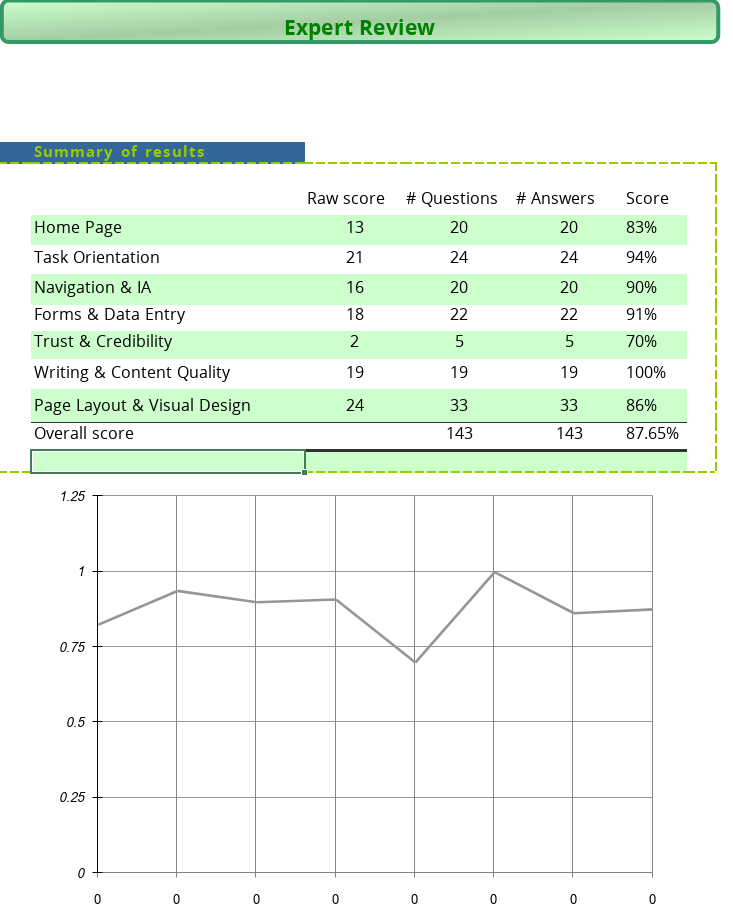 Expert Review
Summary of results
Raw score # Questions # Answers Score
Home Page 13 20 20 83%
Task Orientation 21 24 24 94%
Navigation & IA 16 20 20 90%
Forms & Data Entry 18 22 22 91%
Trust & Credibility 2 5 5 70%
Writing & Content Quality 19 19 19 100%
Page Layout & Visual Design 24 33 33 86%
Overall score 143 143 87.65%
1.25
1
0.75
0.5
0.25
0
0 0 0 0 0 0 0 0